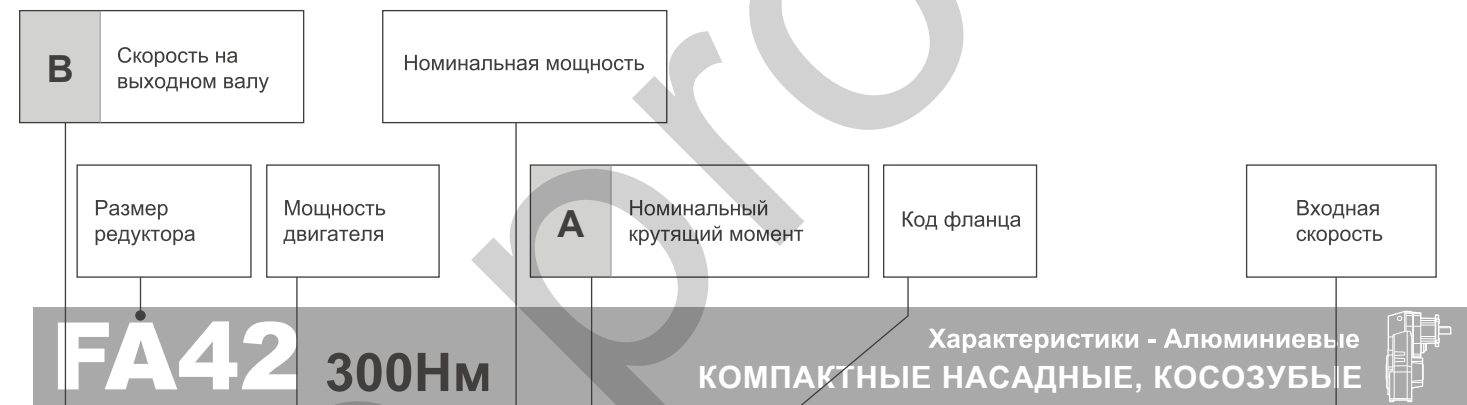 B
Скорость на
выходном валу
Номинальная мощность
Размер
редуктора
Мощность
двигателя
A
Номинальный
крутящий момент
Код фланца
Входная
скорость
FA42
300Нм
Характеристики - Алюминиевые
КОМПАКТНЫЕ НАСАДНЫЕ, КОСОЗУБЫЕ
pro